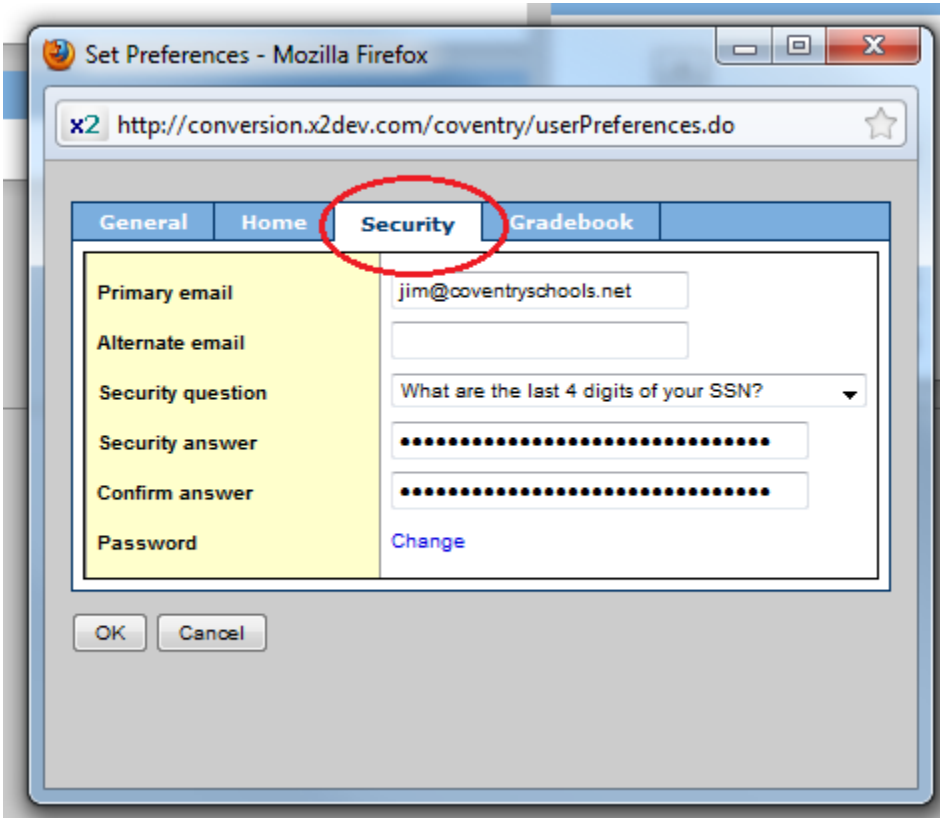 Set Preferences - Mozilla Firefox
x2 http://conversion.x2dev.com/coventry/userPreferences.do
General Home Security Gradebook
Primary email jim@coventryschools.net
Alternate email
Security question What are the last 4 digits of your SSN?
Security answer ••••••••••••••••••••••••••••••••
Confirm answer ••••••••••••••••••••••••••••••••
Password Change
OK Cancel